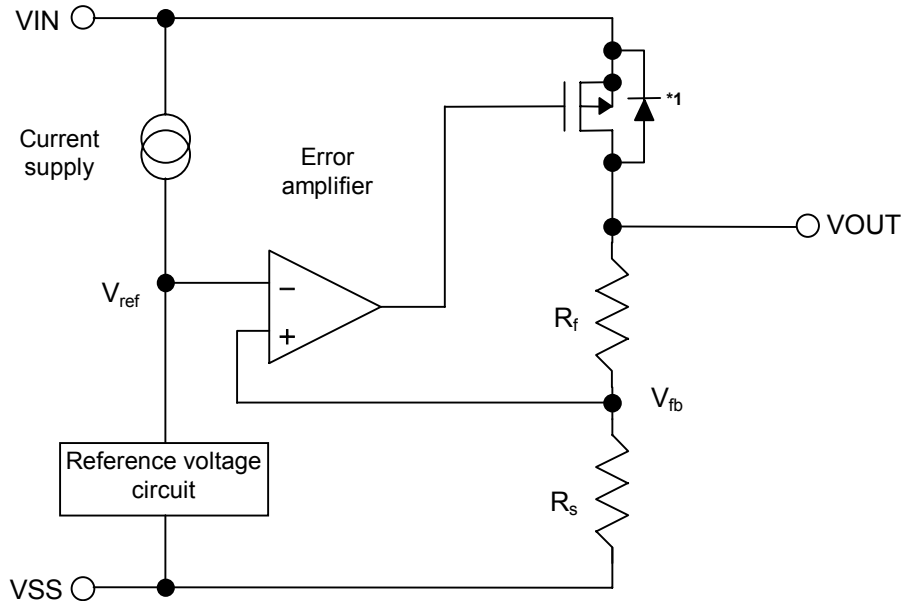 VIN
*1
Current
supply
Error
amplifier
VOUT
Vref
−
+
Rf
Vfb
Reference voltage
circuit
Rs
VSS